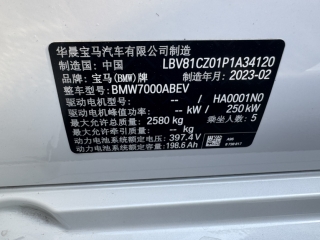 华晨宝马汽车有限公司制造
制造国：中国 LBV81CZ01P1A34120
品牌：宝马(BMW)牌 制造年月：2023-02
整车型号：BMW7000ABEV
驱动电机型号： / HA0001N0
驱动电机峰值功率： / 250 kW
最大允许总质量：2580 kg 乘坐人数：5
最大允许牵引质量：- kg
动力电池系统额定电压：397.4V
动力电池系统额定容量：198.6Ah